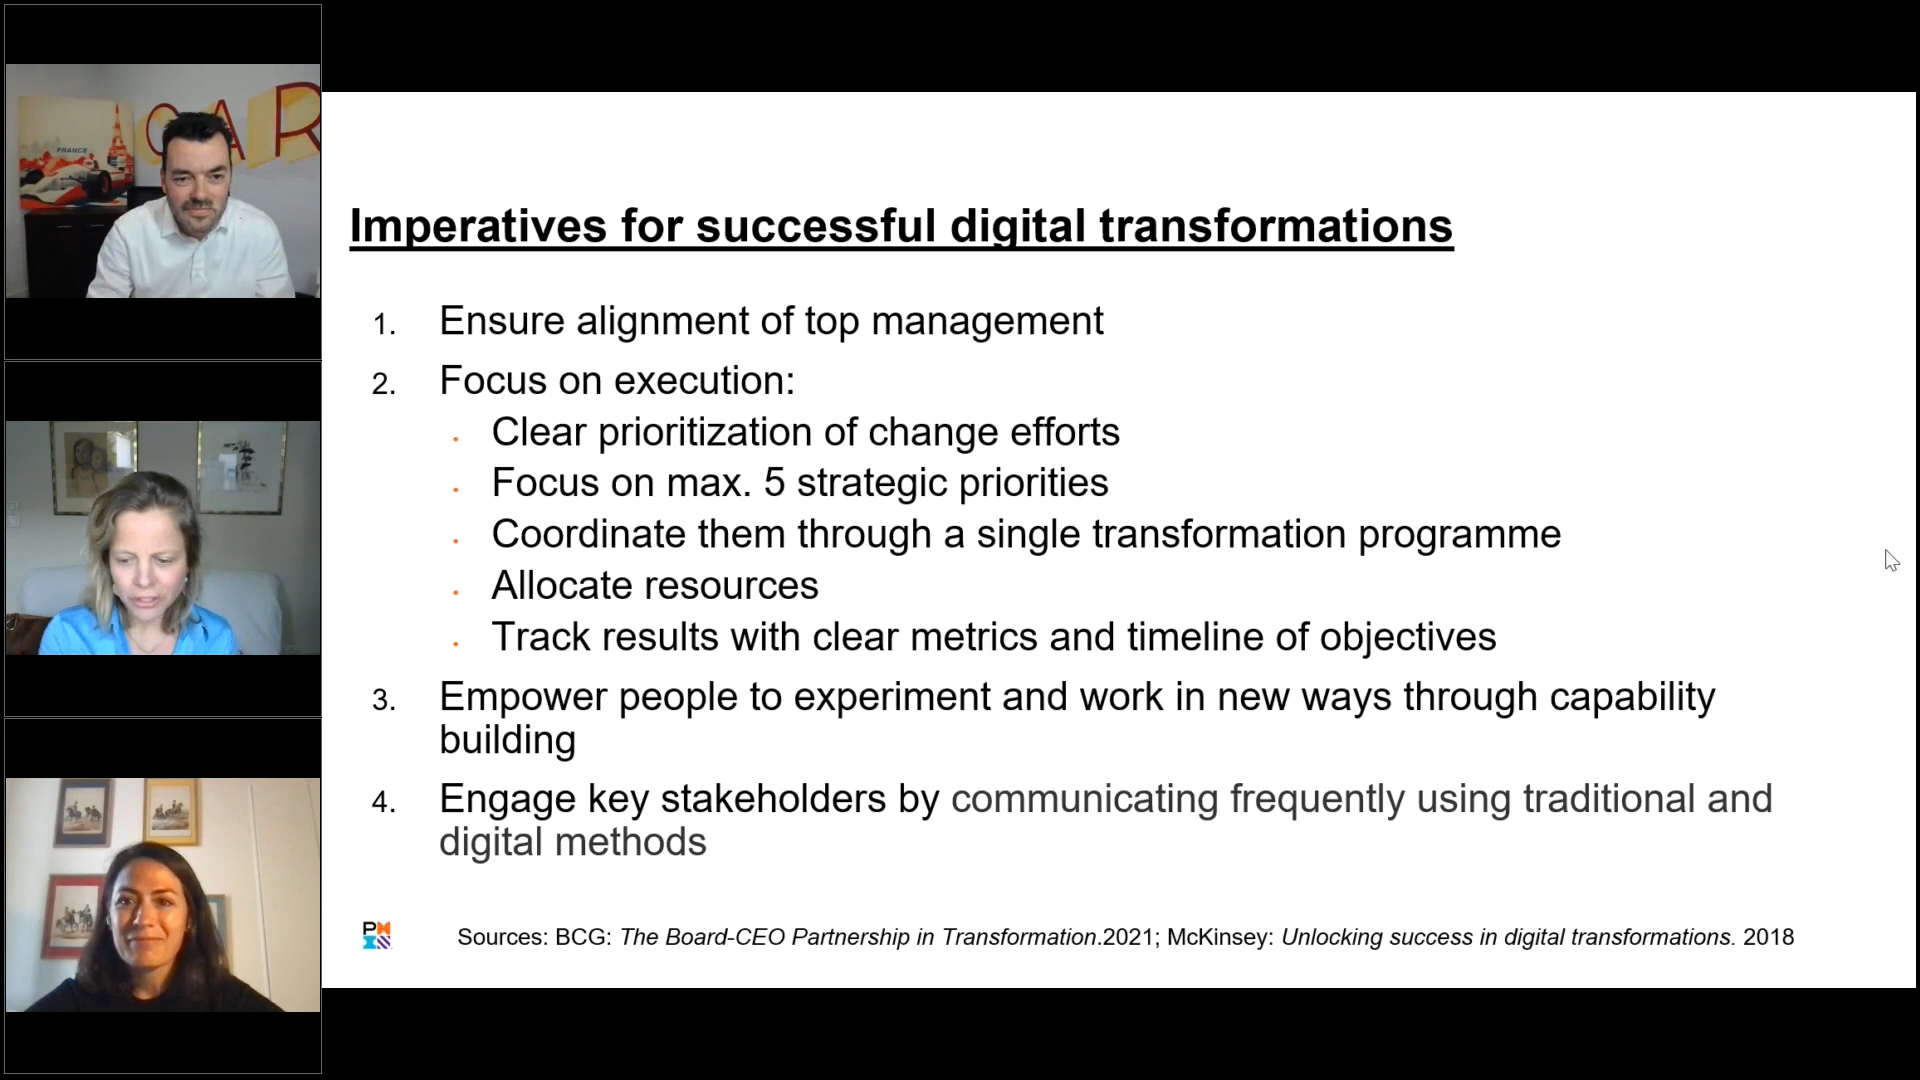 FRANCE
CAR
Imperatives for successful digital transformations
1. Ensure alignment of top management
2. Focus on execution:
· Clear prioritization of change efforts
· Focus on max. 5 strategic priorities
· Coordinate them through a single transformation programme
· Allocate resources
· Track results with clear metrics and timeline of objectives
3. Empower people to experiment and work in new ways through capability
building
4. Engage key stakeholders by communicating frequently using traditional and
digital methods
PM
I
Sources: BCG: The Board-CEO Partnership in Transformation.2021; McKinsey: Unlocking success in digital transformations. 2018